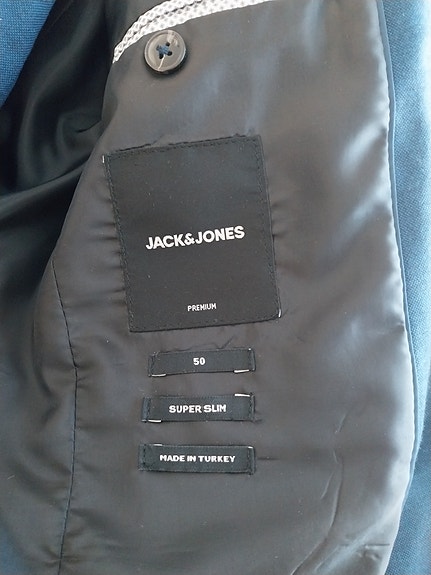 JACK&JONES
PREMIUM
50
SUPER SLIM
MADE IN TURKEY